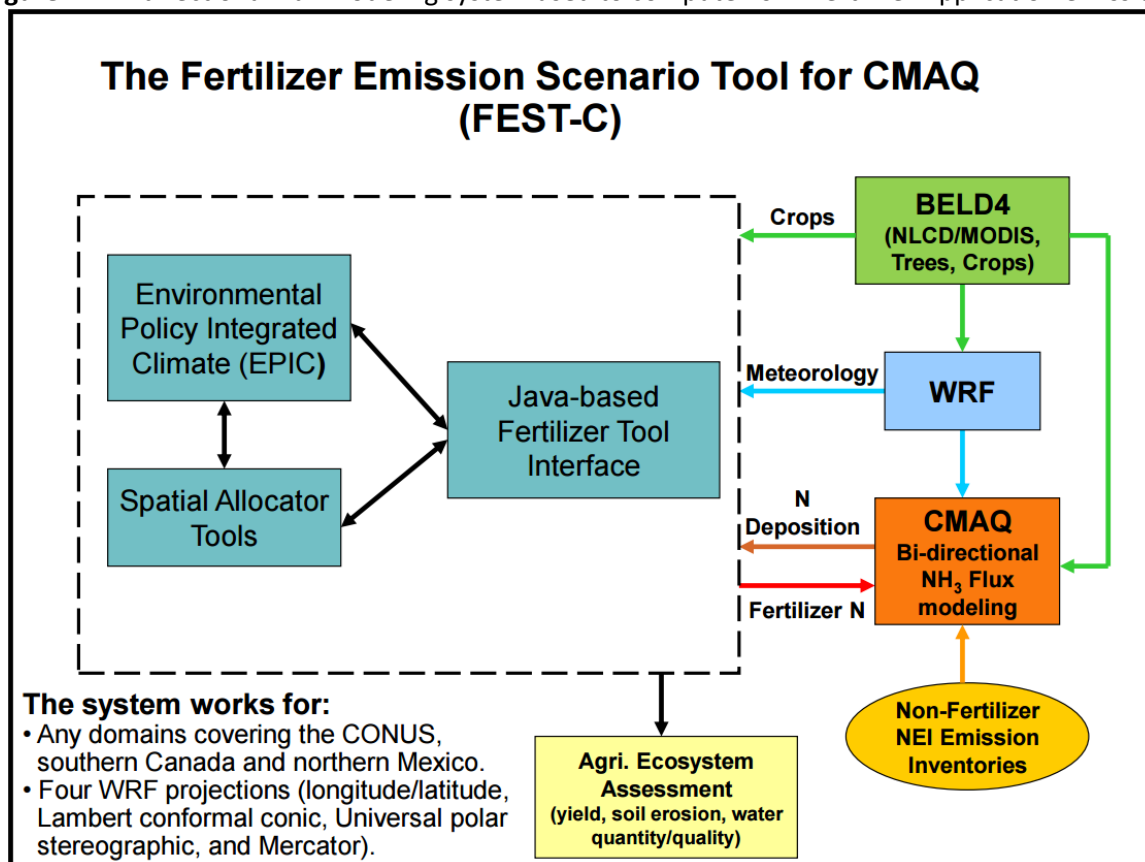 The Fertilizer Emission Scenario Tool for CMAQ
(FEST-C)
Crops
BELD4
(NLCD/MODIS,
Trees, Crops)
Environmental
Policy Integrated
Climate (EPIC)
Meteorology
WRF
Java-based
Fertilizer Tool
Interface
Spatial Allocator
Tools
N
Deposition
Fertilizer N
CMAQ
Bi-directional
NH3 Flux
modeling
Non-Fertilizer
NEI Emission
Inventories
The system works for:
• Any domains covering the CONUS,
southern Canada and northern Mexico.
• Four WRF projections (longitude/latitude,
Lambert conformal conic, Universal polar
stereographic, and Mercator).
Agri. Ecosystem
Assessment
(yield, soil erosion, water
quantity/quality)